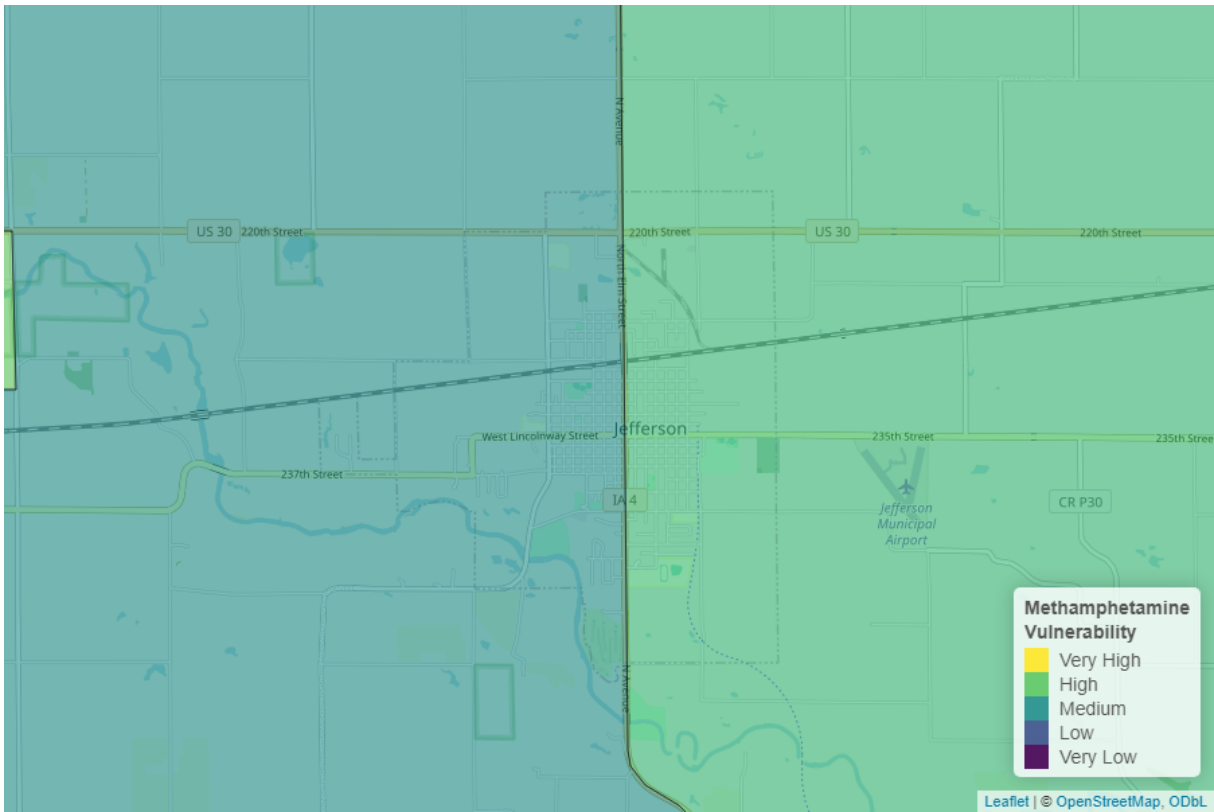 N Avenue
US 30
220th Street
220th Street
US 30
220th Street
North Elm Street
West Lincolnway Street
Jefferson
235th Street
235th Stree
237th Street
IA 4
Jefferson
Municipal
Airport
CR P30
N Avenue
Methamphetamine
Vulnerability
Very High
High
Medium
Low
Very Low
Leaflet | © OpenStreetMap, ODbL